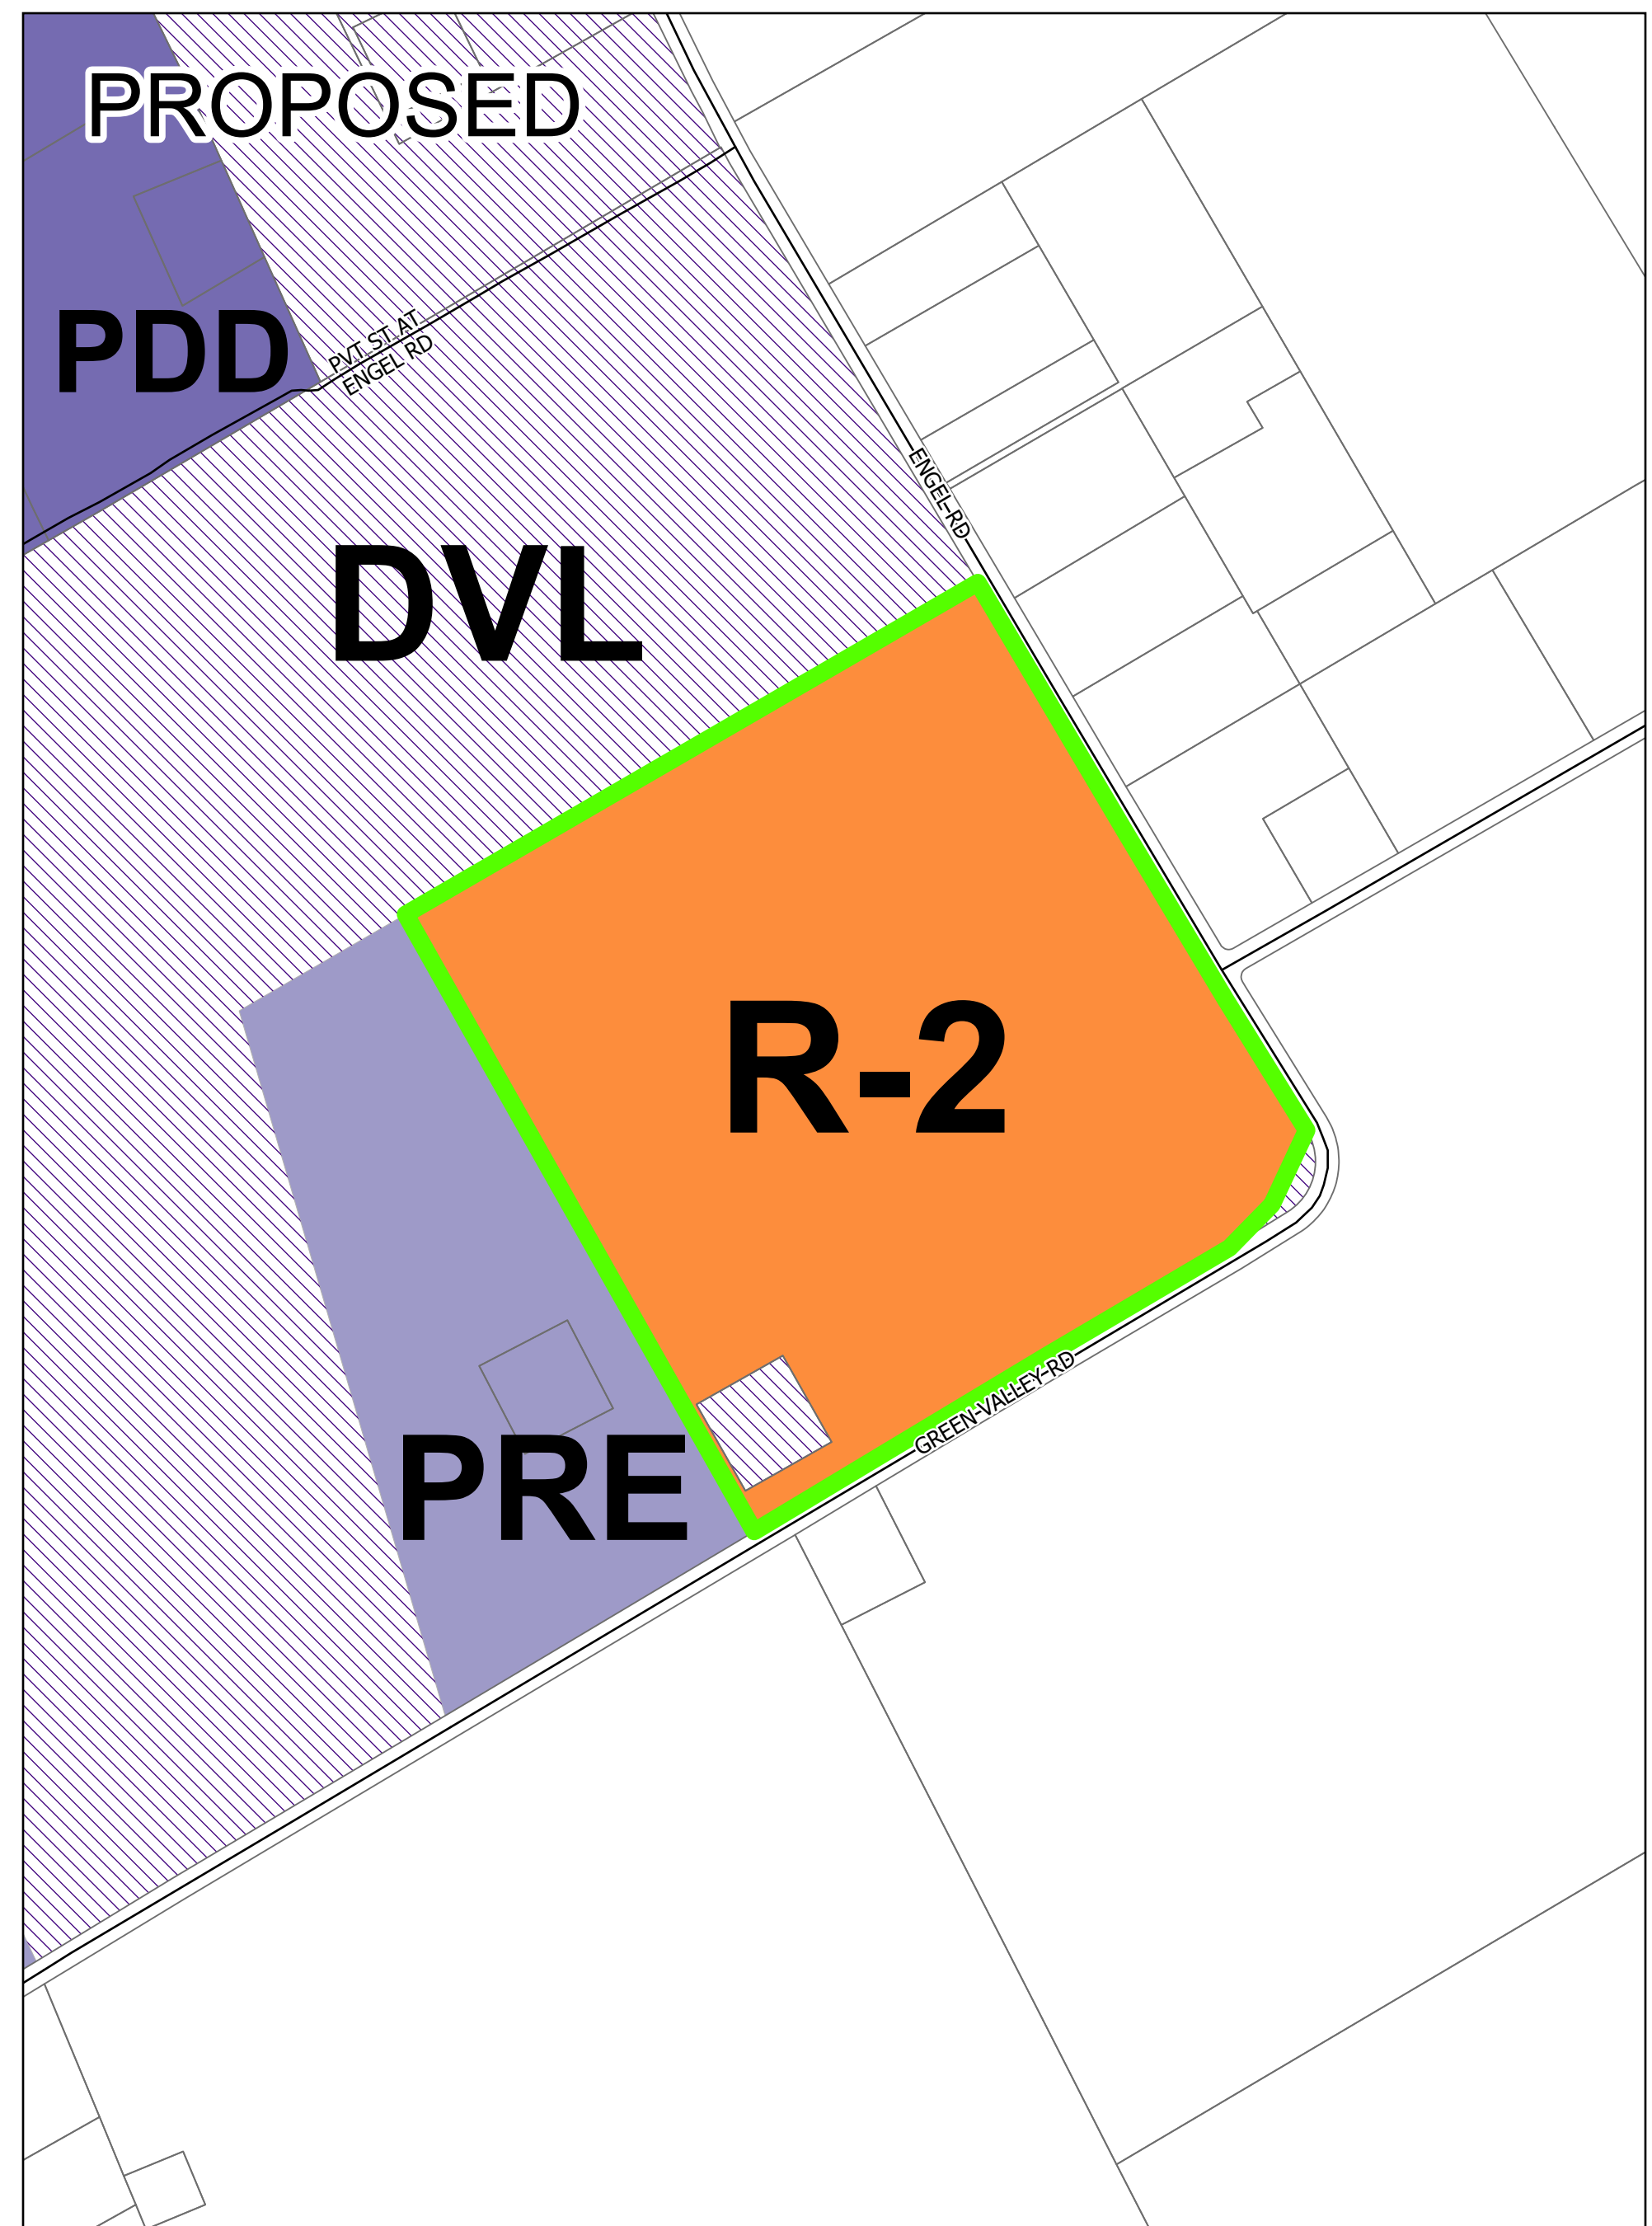 PROPOSED
PDD
PVT ST AT
ENGEL RD
ENGEL RD
DVL
R-2
GREEN VALLEY RD
PRE